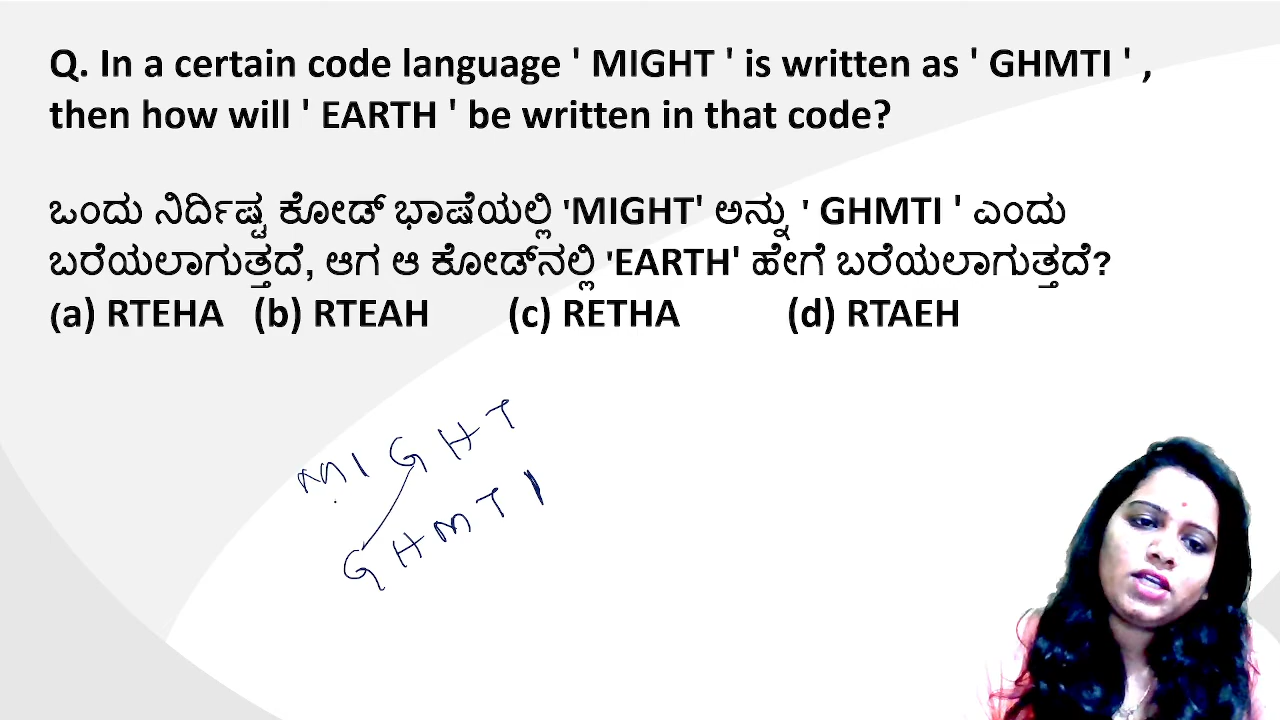 Q. In a certain code language ' MIGHT ' is written as ' GHMTI ' ,
then how will ' EARTH ' be written in that code?
ಒಂದು ನಿರ್ದಿಷ್ಟ ಕೋಡ್ ಭಾಷೆಯಲ್ಲಿ 'MIGHT' ಅನ್ನು ' GHMTI ' ಎಂದು
ಬರೆಯಲಾಗುತ್ತದೆ, ಆಗ ಆ ಕೋಡ್‌ನಲ್ಲಿ 'EARTH' ಹೇಗೆ ಬರೆಯಲಾಗುತ್ತದೆ?
(a) RTEHA (b) RTEAH (c) RETHA (d) RTAEH
MIGHT
GHMTI